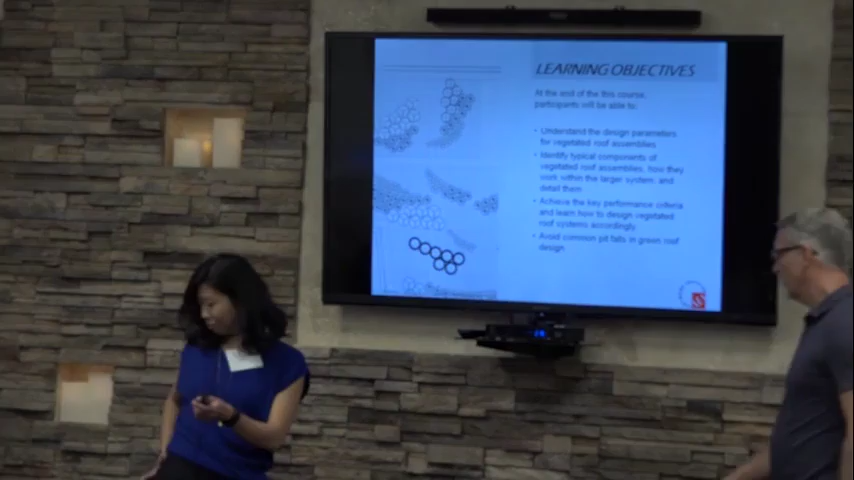 LEARNING OBJECTIVES
At the end of the this course,
participants will be able to:
• Understand the design parameters
for vegetated roof assemblies
• Identify typical components of
vegetated roof assemblies, how they
work within the larger system, and
detail them
• Achieve the key performance criteria
and learn how to design vegetated
roof systems accordingly
• Avoid common pit falls in green roof
design